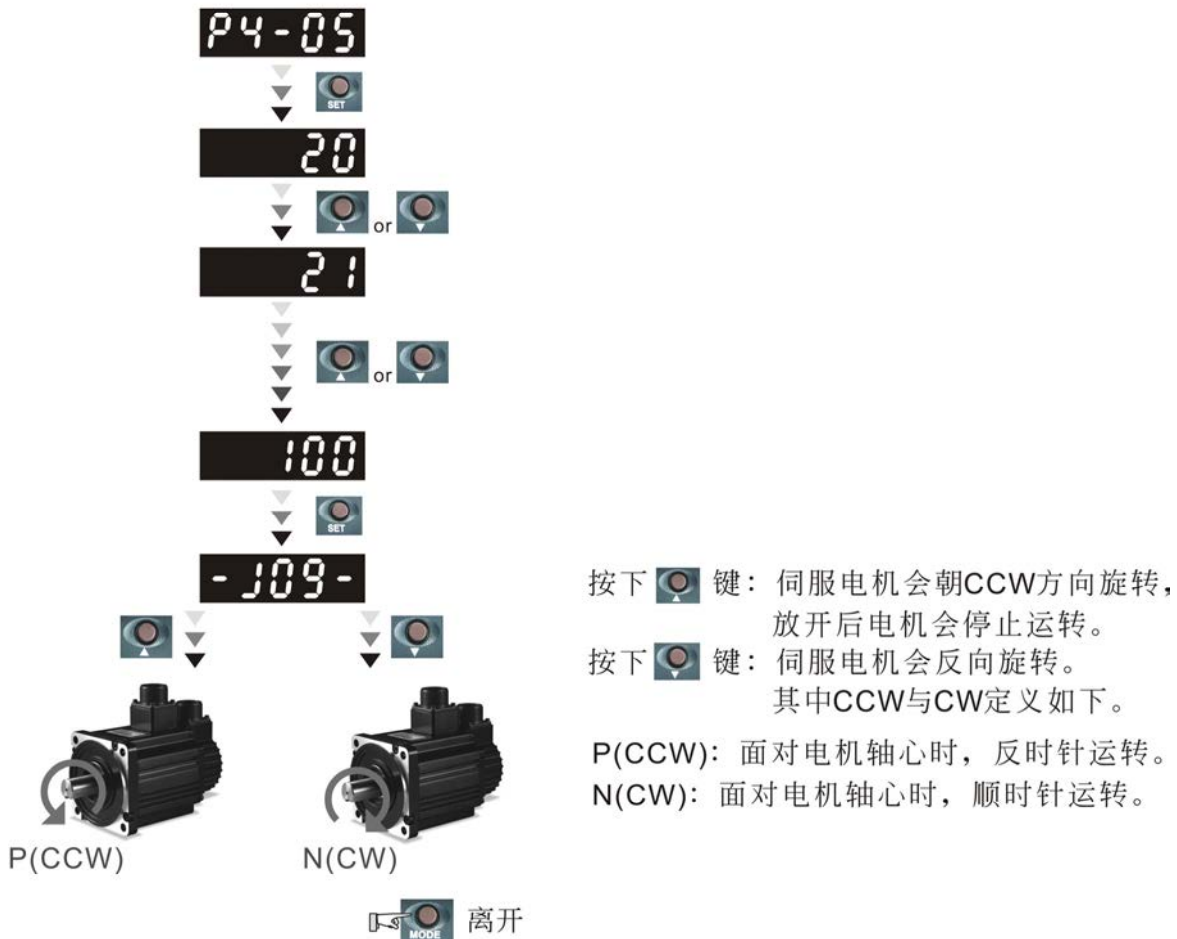 P4-05
SET
20
or
21
or
100
SET
-JOG-
P(CCW)
N(CW)
MODE 离开
按下 键：伺服电机会朝CCW方向旋转，
放开后电机会停止运转。
按下 键：伺服电机会反向旋转。
其中CCW与CW定义如下。
P(CCW)：面对电机轴心时，反时针运转。
N(CW)：面对电机轴心时，顺时针运转。